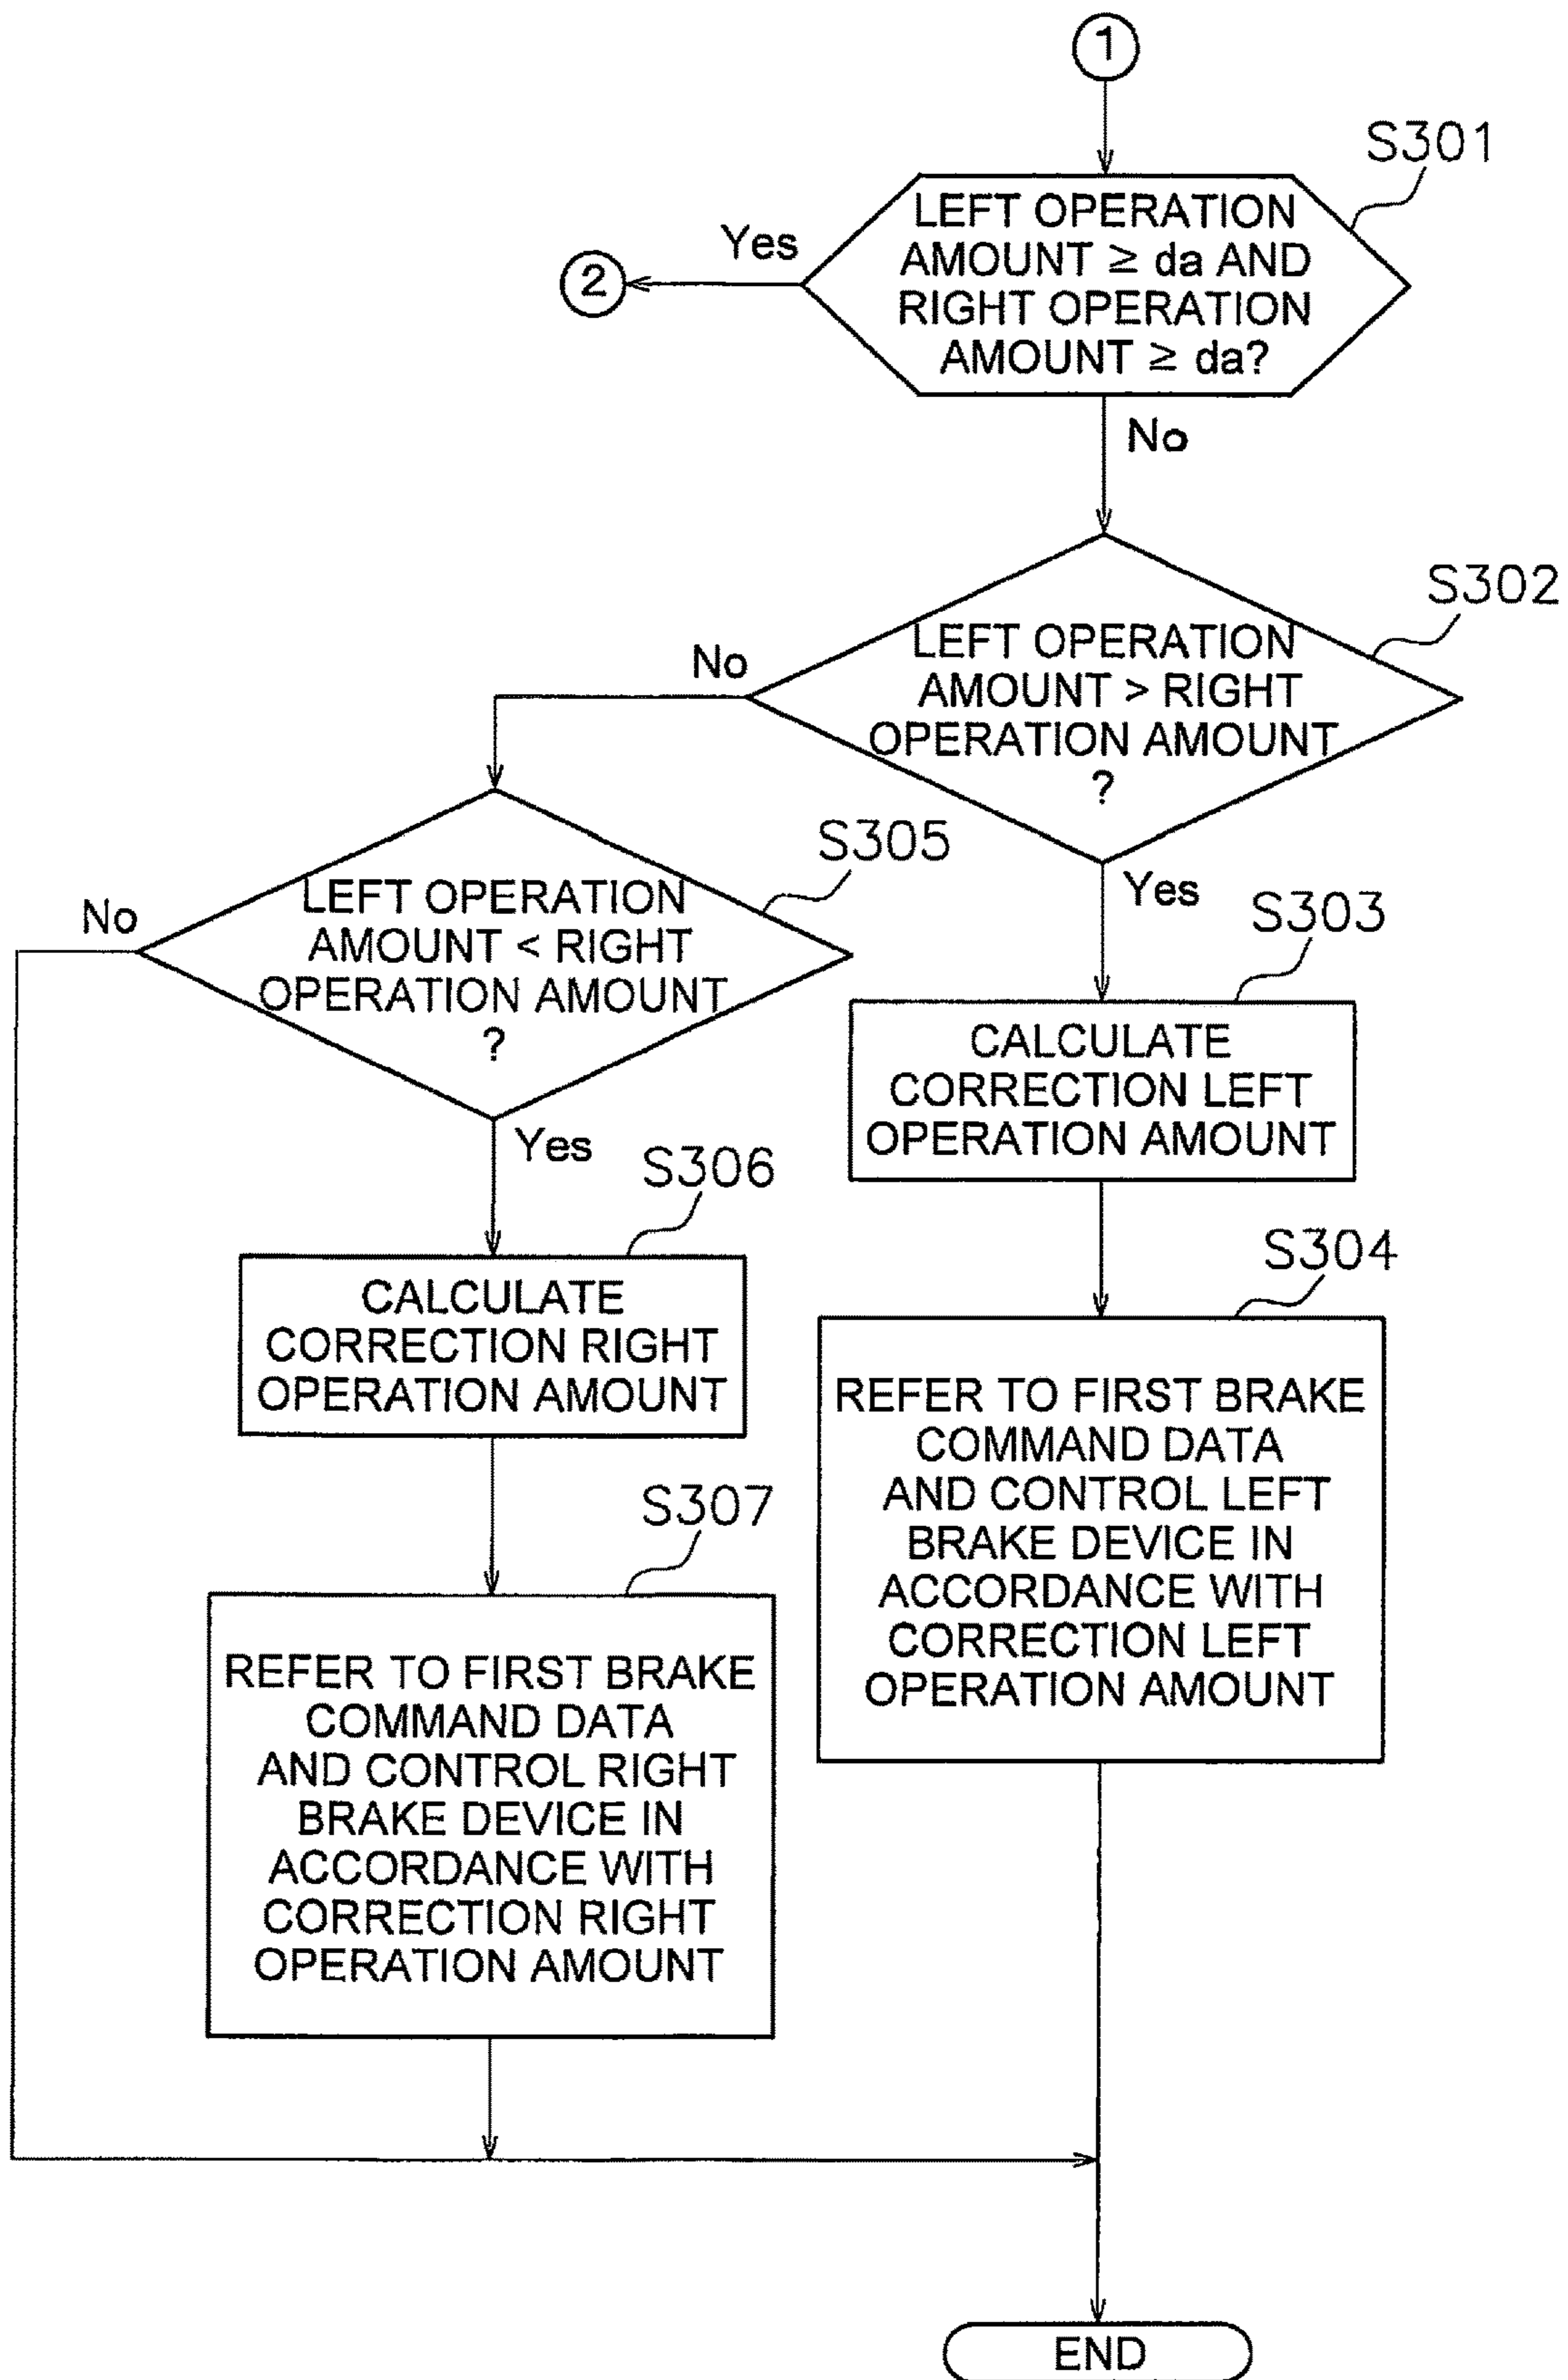 1
S301
LEFT OPERATION
AMOUNT ≥ da AND
RIGHT OPERATION
AMOUNT ≥ da?
Yes
2
No
S302
LEFT OPERATION
AMOUNT > RIGHT
OPERATION AMOUNT
?
No
Yes
S305
LEFT OPERATION
AMOUNT < RIGHT
OPERATION AMOUNT
?
No
Yes
S303
CALCULATE
CORRECTION LEFT
OPERATION AMOUNT
S306
CALCULATE
CORRECTION RIGHT
OPERATION AMOUNT
S304
REFER TO FIRST BRAKE
COMMAND DATA
AND CONTROL LEFT
BRAKE DEVICE IN
ACCORDANCE WITH
CORRECTION LEFT
OPERATION AMOUNT
S307
REFER TO FIRST BRAKE
COMMAND DATA
AND CONTROL RIGHT
BRAKE DEVICE IN
ACCORDANCE WITH
CORRECTION RIGHT
OPERATION AMOUNT
END